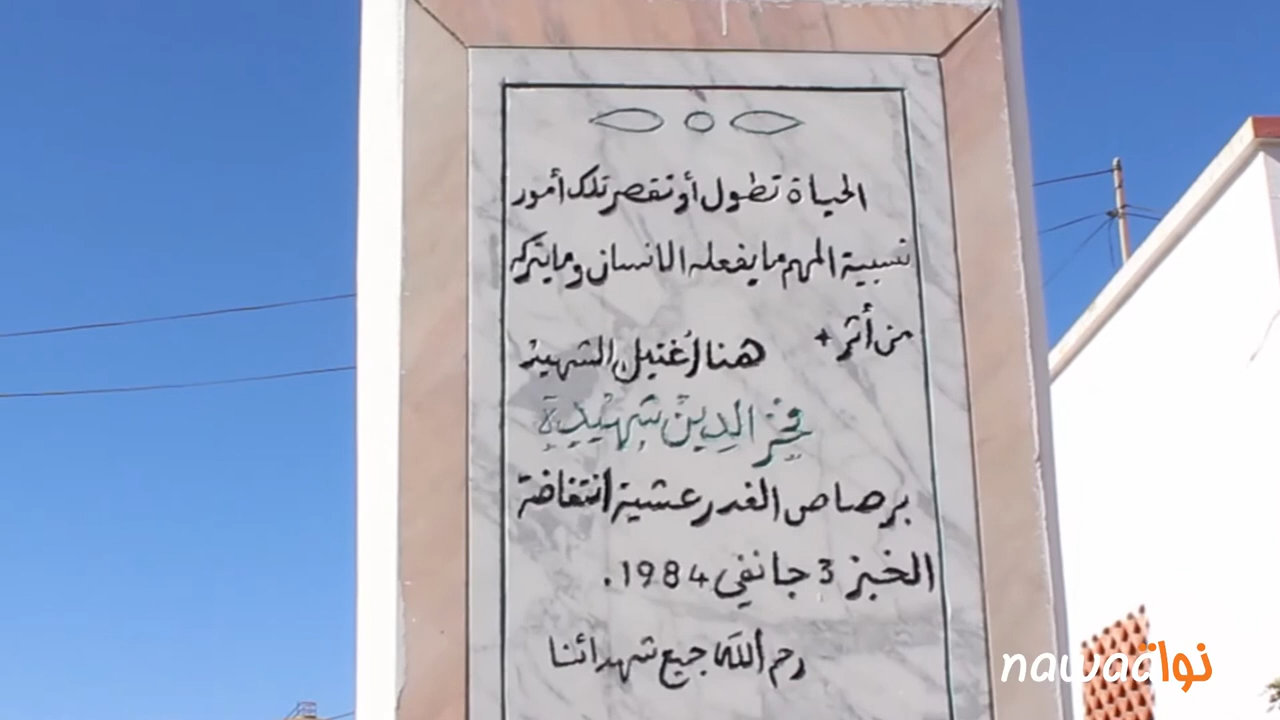 الحياة تطول أو تقصر تلك أمور
نسبية المهم ما يفعله الانسان وما يتركه
من أثر +
هنا اُغتيل الشهيد
فخر الدين شهيدة
برصاص الغدر عشية انتفاضة
الخبز 3 جانفي 1984.
رحم الله جميع شهدائنا
nawaat نواة